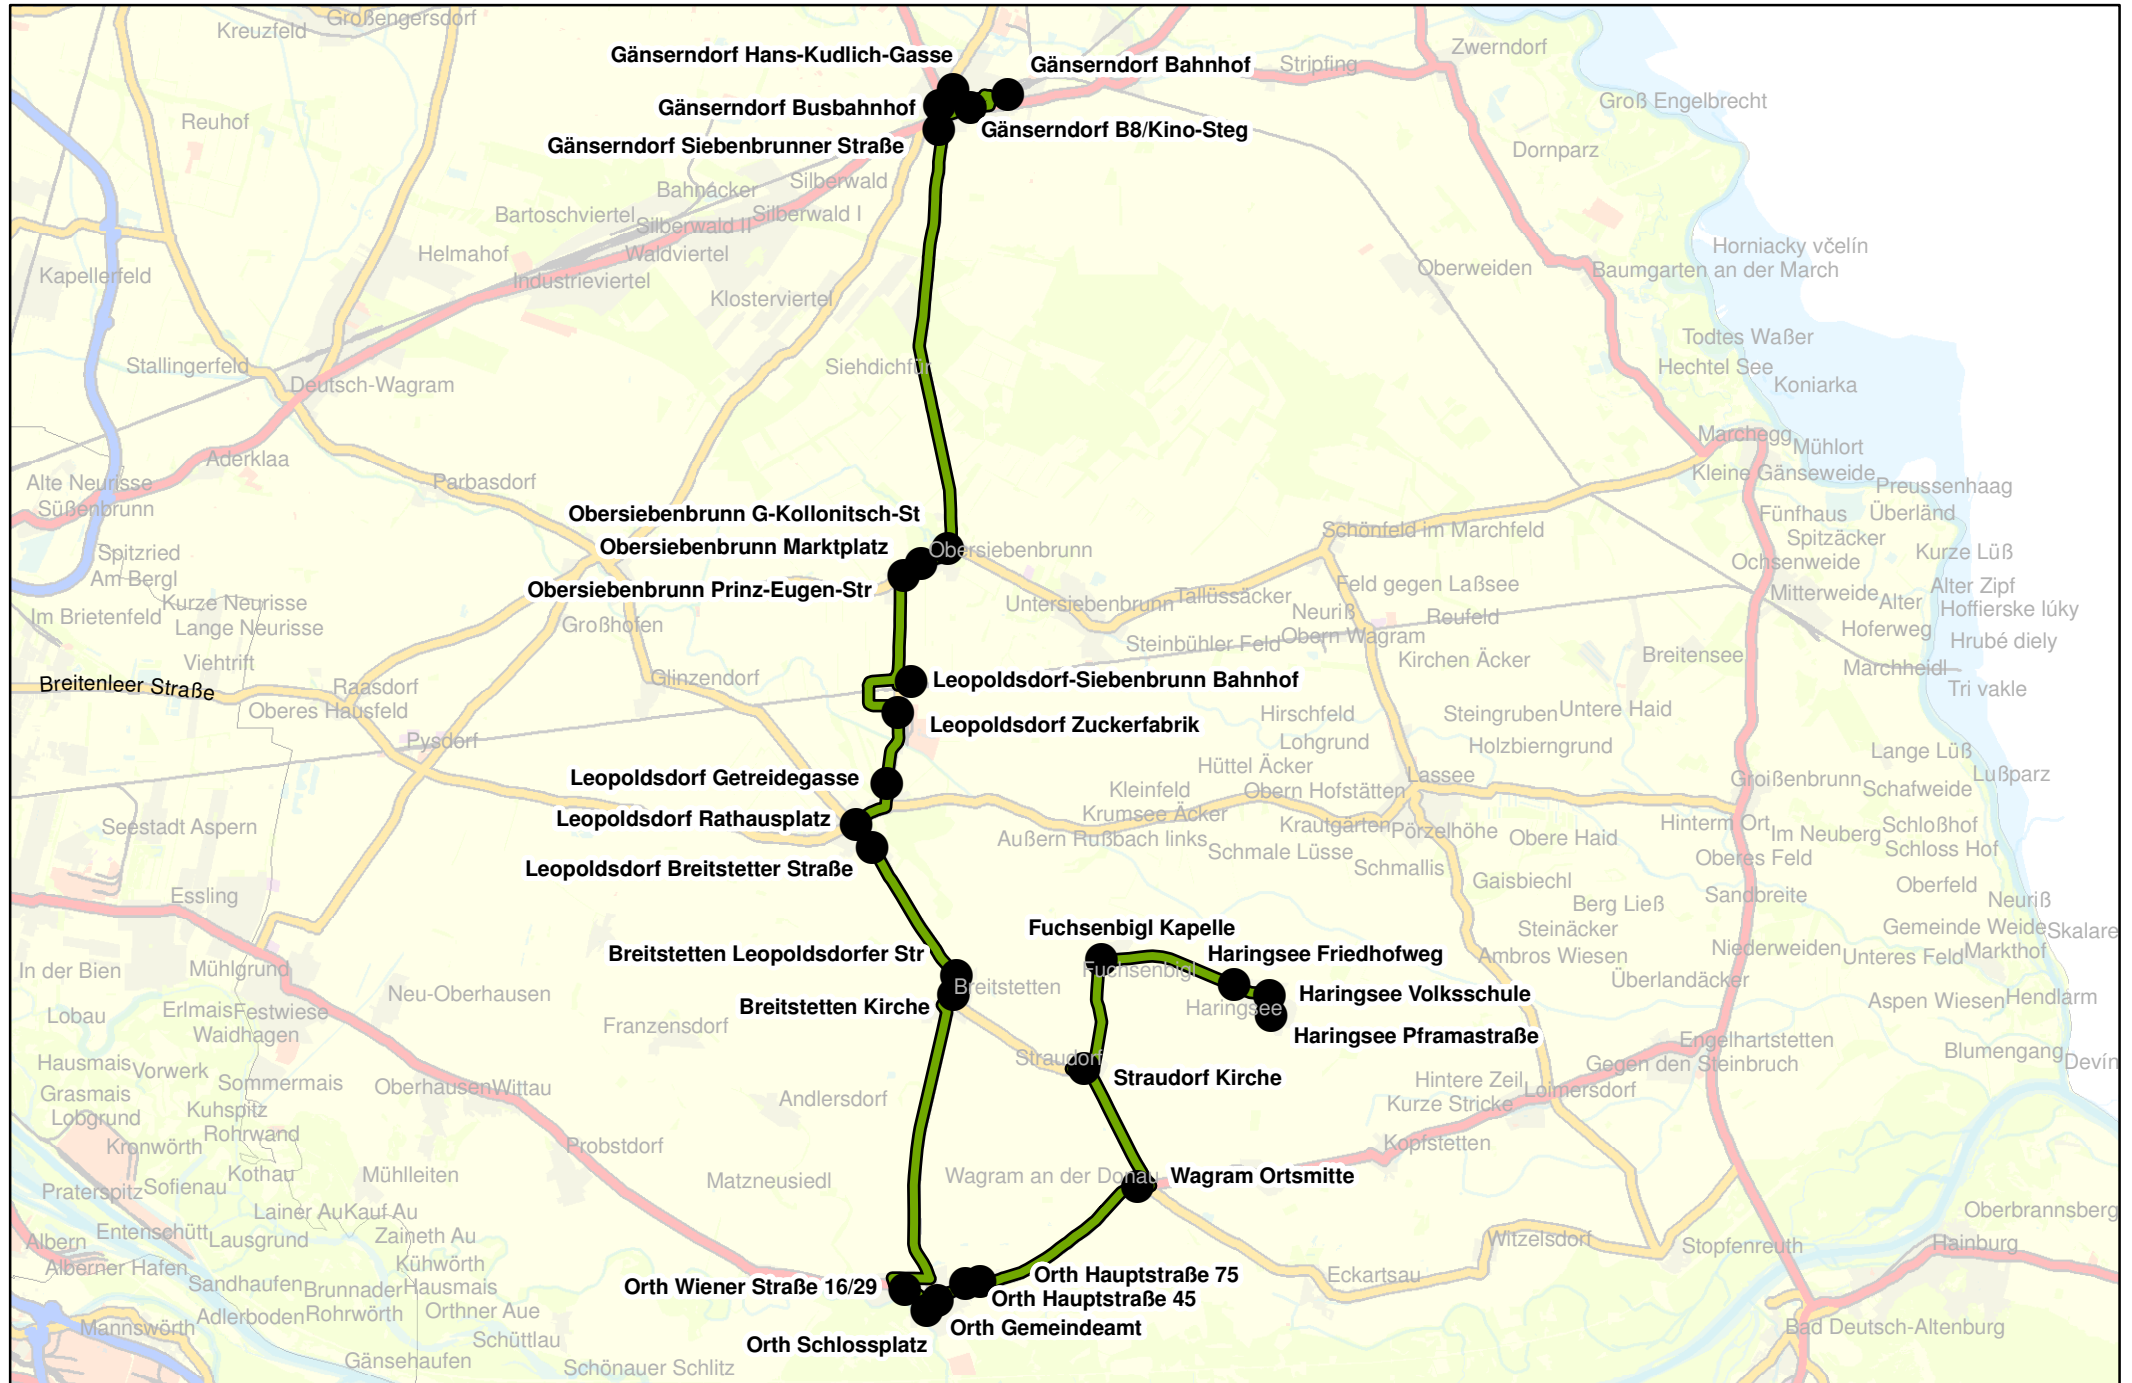 Großengersdorf
Kreuzfeld
Zwerndorf
Gänserndorf Hans-Kudlich-Gasse
Gänserndorf Bahnhof
Stripfing
Groß Engelbrecht
Gänserndorf Busbahnhof
Reuhof
Gänserndorf B8/Kino-Steg
Gänserndorf Siebenbrunner Straße
Dornparz
Silberwald
Bahnäcker
Bartoschviertel
Silberwald I
Silberwald II
Horniacky včelín
Helmahof
Waldviertel
Oberweiden
Baumgarten an der March
Kapellerfeld
Industrieviertel
Klosterviertel
Todtes Waßer
Stallingerfeld
Siehdichfür
Hechtel See
Deutsch-Wagram
Koniarka
Marchegg
Mühlort
Aderklaa
Kleine Gänseweide
Alte Neurisse
Parbasdorf
Preussenhaag
Süßenbrunn
Obersiebenbrunn G-Kollonitsch-St
Fünfhaus
Überländ
Schönfeld im Marchfeld
Spitzäcker
Obersiebenbrunn Marktplatz
Obersiebenbrunn
Spitzried
Kurze Lüß
Ochsenweide
Am Bergl
Obersiebenbrunn Prinz-Eugen-Str
Feld gegen Laßsee
Alter Zipf
Mitterweide
Tallüssäcker
Kurze Neurisse
Untersiebenbrunn
Alter
Hoffierske lúky
Neuriß
Im Brietenfeld
Reufeld
Lange Neurisse
Großhofen
Hoferweg
Obern Wagram
Hrubé diely
Steinbühler Feld
Viehtrift
Kirchen Äcker
Breitensee
Marchheidl
Glinzendorf
Leopoldsdorf-Siebenbrunn Bahnhof
Breitenleer Straße
Raasdorf
Tri vakle
Oberes Hausfeld
Hirschfeld
Steingruben
Untere Haid
Leopoldsdorf Zuckerfabrik
Pysdorf
Lohgrund
Holzbierngrund
Lange Lüß
Hüttel Äcker
Leopoldsdorf Getreidegasse
Lassee
Groißenbrunn
Lußparz
Kleinfeld
Obern Hofstätten
Schafweide
Krumsee Äcker
Leopoldsdorf Rathausplatz
Seestadt Aspern
Krautgärten
Pörzelhöhe
Hinterm Ort
Schloßhof
Außern Rußbach links
Obere Haid
Im Neuberg
Schmale Lüsse
Schloss Hof
Oberes Feld
Leopoldsdorf Breitstetter Straße
Schmallis
Gaisbiechl
Oberfeld
Essling
Sandbreite
Neuriß
Berg Ließ
Fuchsenbigl Kapelle
Steinäcker
Gemeinde Weide
Skalare
Breitstetten Leopoldsdorfer Str
Haringsee Friedhofweg
Niederweiden
Markthof
Ambros Wiesen
Unteres Feld
In der Bien
Mühlgrund
Fuchsenbigl
Überlandäcker
Breitstetten
Neu-Oberhausen
Haringsee Volksschule
Aspen Wiesen
Hendlarm
Breitstetten Kirche
Haringsee
Erlmais
Festwiese
Lobau
Franzensdorf
Waidhagen
Haringsee Pframastraße
Engelhartstetten
Straudorf
Blumengang
Hausmais
Gegen den Steinbruch
Devín
Vorwerk
Straudorf Kirche
Sommermais
Hintere Zeil
Oberhausen
Wittau
Loimersdorf
Grasmais
Andlersdorf
Kurze Stricke
Kuhspitz
Lobgrund
Rohrwand
Kronwörth
Probstdorf
Kopfstetten
Kothau
Mühlleiten
Wagram an der Donau
Wagram Ortsmitte
Matzneusiedl
Praterspitz
Sofienau
Lainer Au
Kauf Au
Oberbrannsberg
Entenschütt
Zaineth Au
Albern
Lausgrund
Witzelsdorf
Stopfenreuth
Hainburg
Kühwörth
Alberner Hafen
Orth Hauptstraße 75
Eckartsau
Sandhaufen
Brunnader
Hausmais
Orth Wiener Straße 16/29
Orth Hauptstraße 45
Adlerboden
Rohrwörth
Orthner Aue
Mannswörth
Orth Gemeindeamt
Bad Deutsch-Altenburg
Schüttlau
Orth Schlossplatz
Gänsehaufen
Schönauer Schlitz